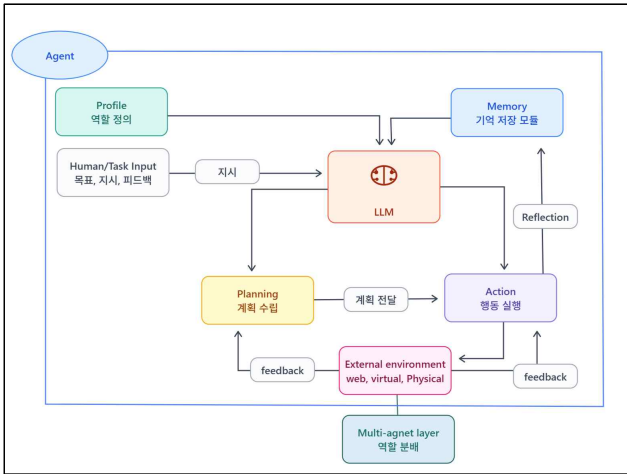 Agent
Profile
역할 정의
Memory
기억 저장 모듈
Human/Task Input
목표, 지시, 피드백
지시
LLM
Reflection
Planning
계획 수립
계획 전달
Action
행동 실행
feedback
External environment
web, virtual, Physical
feedback
Multi-agnet layer
역할 분배